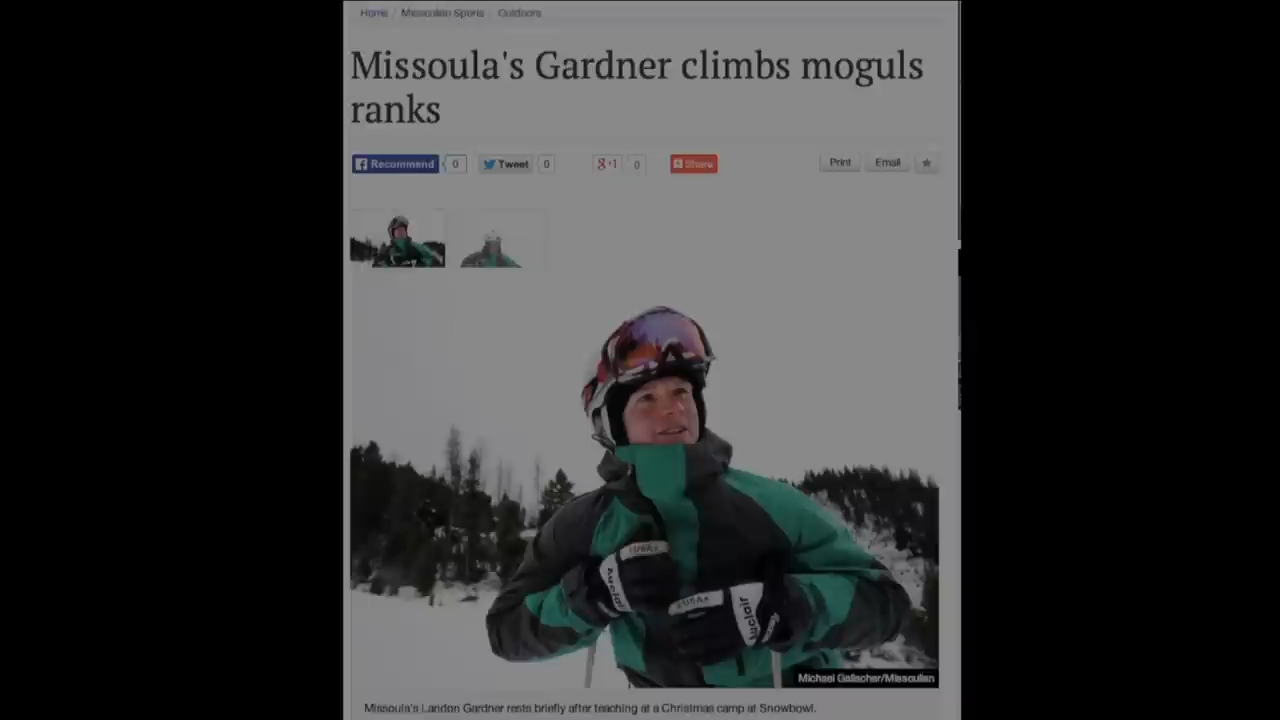 Home / Missoulian Sports / Outdoors
Missoula's Gardner climbs moguls
ranks
Recommend 0 Tweet 0 g+1 0 Share Print Email
Michael Gallacher/Missoulian
Missoula's Landon Gardner rests briefly after teaching at a Christmas camp at Snowbowl.